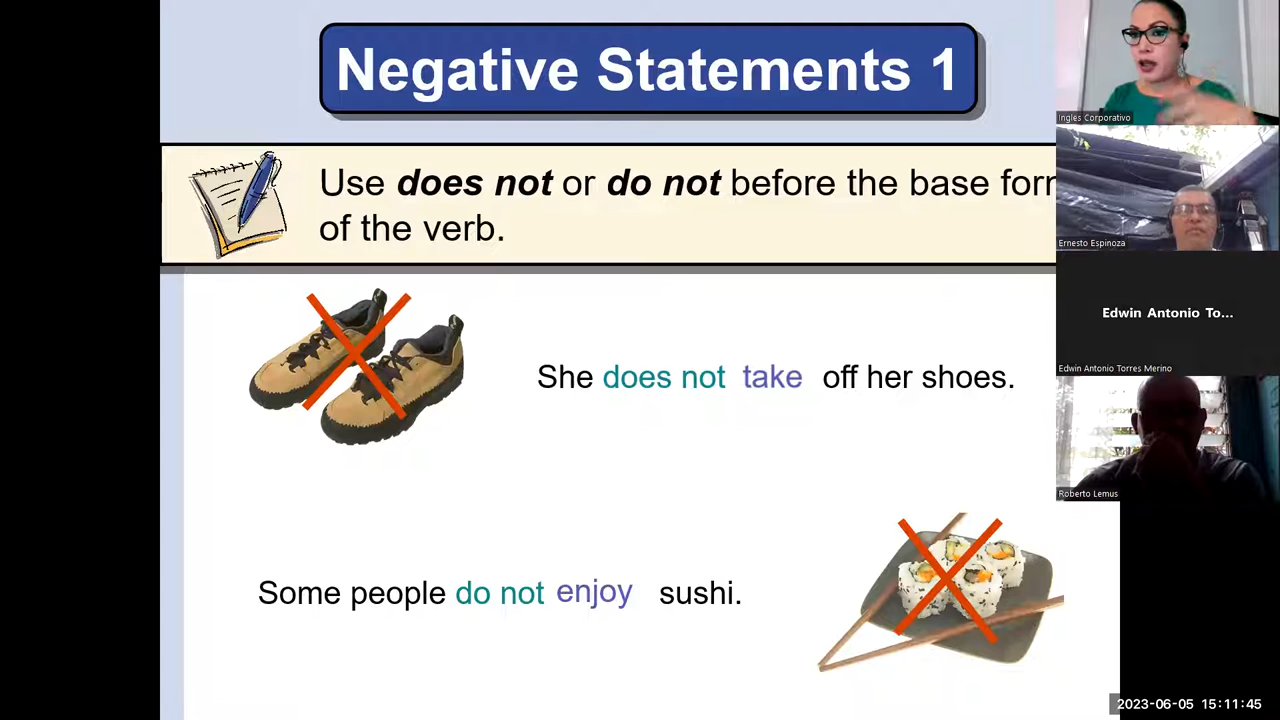 Negative Statements 1
Use does not or do not before the base for
of the verb.
She does not take off her shoes.
Some people do not enjoy sushi.
Ingles Corporativo
Ernesto Espinoza
Edwin Antonio To...
Edwin Antonio Torres Merino
Roberto Lemus
2023-06-05 15:11:45